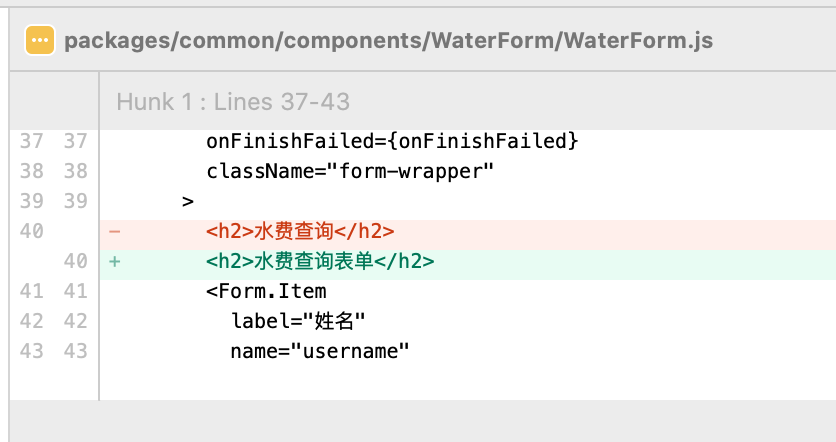 packages/common/components/WaterForm/WaterForm.js
Hunk 1 : Lines 37-43
37 37 onFinishFailed={onFinishFailed}
38 38 className="form-wrapper"
39 39 >
40 - <h2>水费查询</h2>
40 + <h2>水费查询表单</h2>
41 41 <Form.Item
42 42 label="姓名"
43 43 name="username"